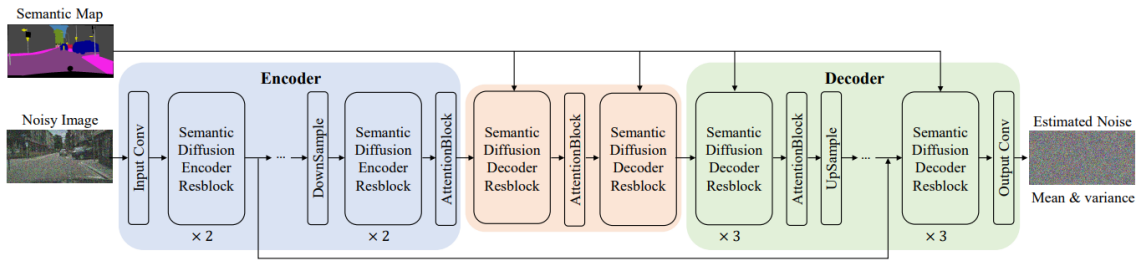 Semantic Map
Encoder
Decoder
Noisy Image
Input Conv
Semantic
Diffusion
Encoder
Resblock
× 2
...
DownSample
Semantic
Diffusion
Encoder
Resblock
× 2
AttentionBlock
Semantic
Diffusion
Decoder
Resblock
AttentionBlock
Semantic
Diffusion
Decoder
Resblock
Semantic
Diffusion
Decoder
Resblock
× 3
AttentionBlock
UpSample
...
Semantic
Diffusion
Decoder
Resblock
× 3
Output Conv
Estimated Noise
Mean & variance